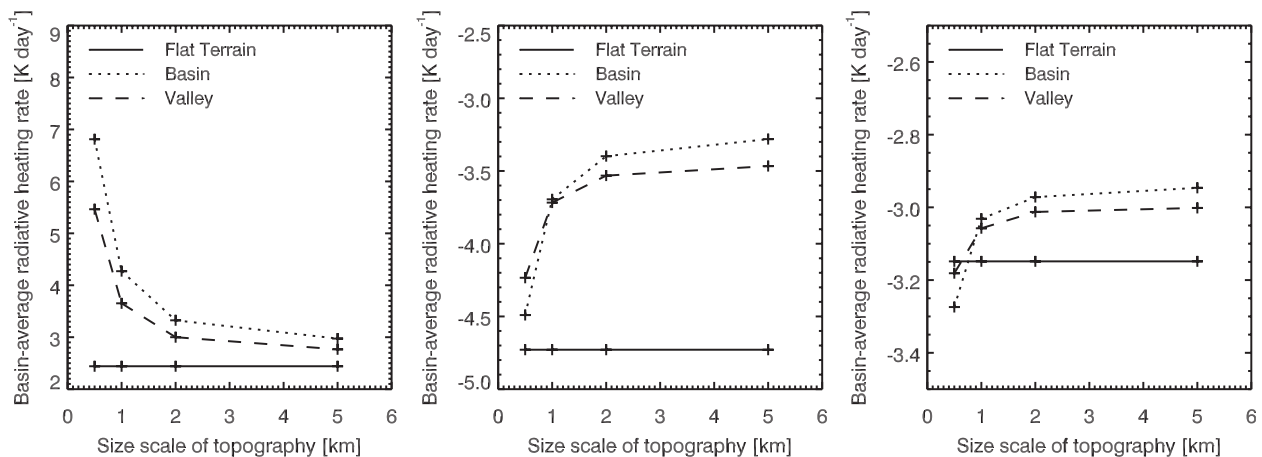 Basin-average radiative heating rate [K day⁻¹]
9
8
7
6
5
4
3
2
Flat Terrain
Basin
Valley
0 1 2 3 4 5 6
Size scale of topography [km]
Basin-average radiative heating rate [K day⁻¹]
-2.5
-3.0
-3.5
-4.0
-4.5
-5.0
Flat Terrain
Basin
Valley
0 1 2 3 4 5 6
Size scale of topography [km]
Basin-average radiative heating rate [K day⁻¹]
-2.6
-2.8
-3.0
-3.2
-3.4
Flat Terrain
Basin
Valley
0 1 2 3 4 5 6
Size scale of topography [km]